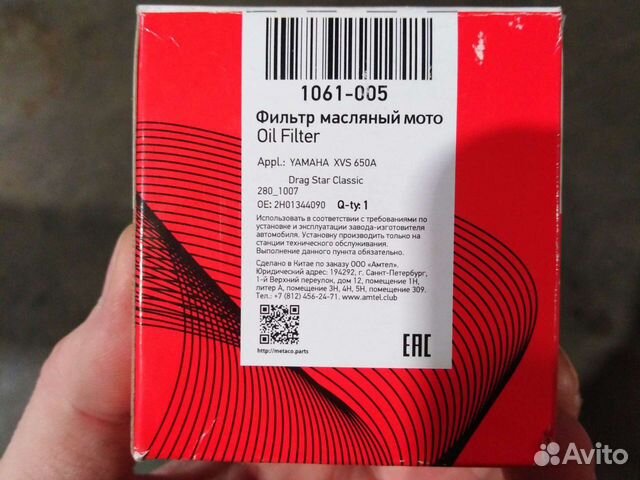 1061-005
Фильтр масляный мото
Oil Filter
Appl.: YAMAHA XVS 650A
Drag Star Classic
280_1007
OE: 2H01344090 Q-ty: 1
Использовать в соответствии с требованиями по
установке и эксплуатации завода-изготовителя
автомобиля. Установку производить только на
станции технического обслуживания.
Выполнение данного пункта обязательно.
Сделано в Китае по заказу ООО «Амтел».
Юридический адрес: 194292, г. Санкт-Петербург,
1-й Верхний переулок, дом 12, помещение 1Н,
литер А, помещение 3Н, 4Н, 5Н, помещение 309.
Тел.: +7 (812) 456-24-71. www.amtel.club
http://metaco.parts
EAC
Avito